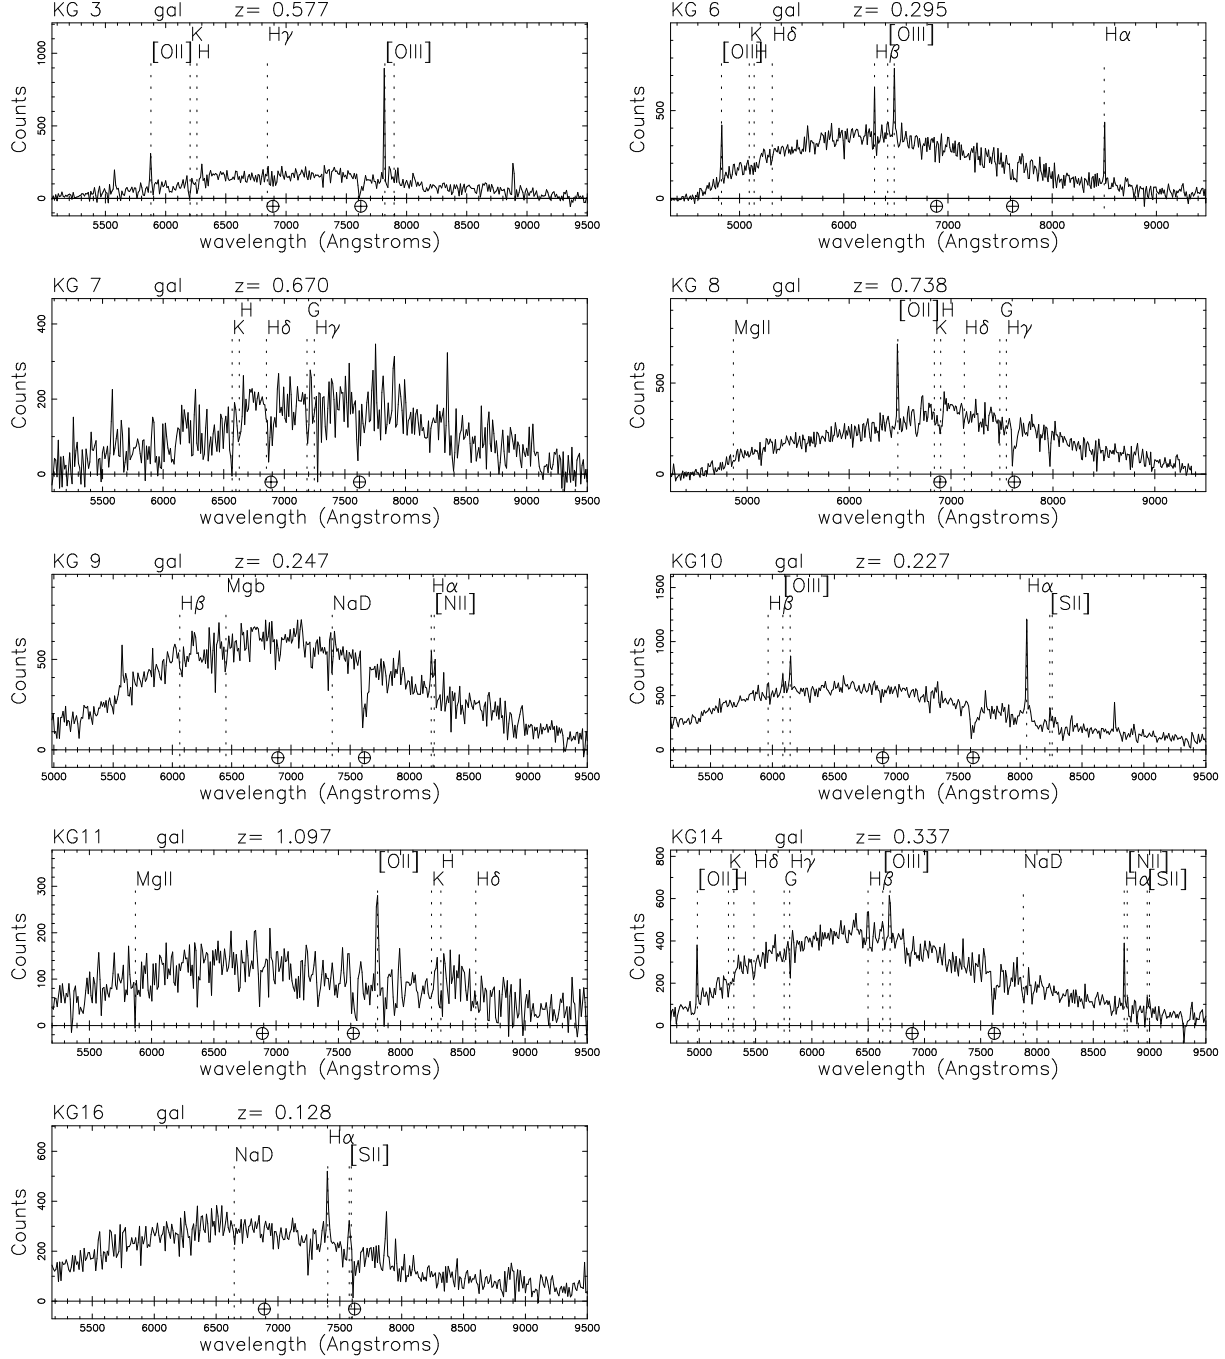 KG 3 gal z= 0.577
K Hγ
[OII] H [OIII]
1000
500
0
Counts
5500 6000 6500 7000 7500 8000 8500 9000 9500
wavelength (Angstroms)
KG 6 gal z= 0.295
K Hδ [OIII] Hα
[OII] H Hβ
500
0
Counts
5000 6000 7000 8000 9000
wavelength (Angstroms)
KG 7 gal z= 0.670
H G
K Hδ Hγ
400
200
0
Counts
5500 6000 6500 7000 7500 8000 8500 9000 9500
wavelength (Angstroms)
KG 8 gal z= 0.738
[OII] H G
MgII K Hδ Hγ
500
0
Counts
5000 6000 7000 8000 9000
wavelength (Angstroms)
KG 9 gal z= 0.247
Mgb Hα
Hβ NaD [NII]
500
0
Counts
5000 5500 6000 6500 7000 7500 8000 8500 9000 9500
wavelength (Angstroms)
KG10 gal z= 0.227
[OIII] Hα
Hβ [SII]
1500
1000
500
0
Counts
5500 6000 6500 7000 7500 8000 8500 9000 9500
wavelength (Angstroms)
KG11 gal z= 1.097
[OII] H
MgII K Hδ
300
200
100
0
Counts
5500 6000 6500 7000 7500 8000 8500 9000 9500
wavelength (Angstroms)
KG14 gal z= 0.337
K Hδ Hγ [OIII] NaD [NII]
[OII] H G Hβ Hα [SII]
800
600
400
200
0
Counts
5000 5500 6000 6500 7000 7500 8000 8500 9000 9500
wavelength (Angstroms)
KG16 gal z= 0.128
Hα
NaD [SII]
600
400
200
0
Counts
5500 6000 6500 7000 7500 8000 8500 9000 9500
wavelength (Angstroms)